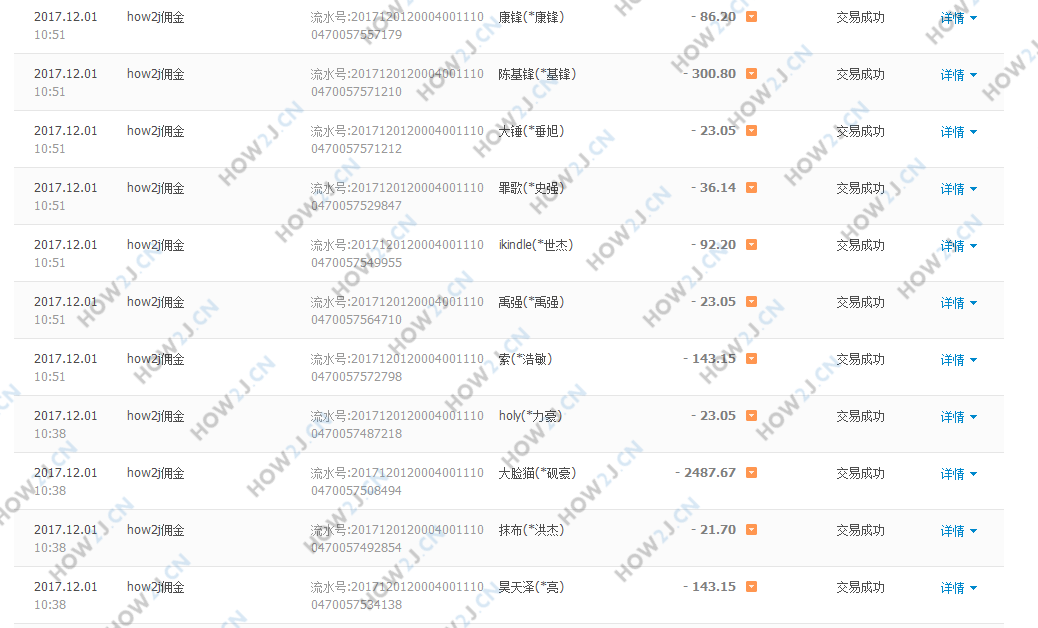 2017.12.01 how2j佣金 流水号:2017120120004001110 康锋(*康锋) - 86.20 交易成功 详情
10:51 0470057557179
2017.12.01 how2j佣金 流水号:2017120120004001110 陈基锋(*基锋) - 300.80 交易成功 详情
10:51 0470057571210
2017.12.01 how2j佣金 流水号:2017120120004001110 大锤(*垂旭) - 23.05 交易成功 详情
10:51 0470057571212
2017.12.01 how2j佣金 流水号:2017120120004001110 罪歌(*史强) - 36.14 交易成功 详情
10:51 0470057529847
2017.12.01 how2j佣金 流水号:2017120120004001110 ikindle(*世杰) - 92.20 交易成功 详情
10:51 0470057549955
2017.12.01 how2j佣金 流水号:2017120120004001110 禹强(*禹强) - 23.05 交易成功 详情
10:51 0470057564710
2017.12.01 how2j佣金 流水号:2017120120004001110 索(*浩敏) - 143.15 交易成功 详情
10:51 0470057572798
2017.12.01 how2j佣金 流水号:2017120120004001110 holy(*力豪) - 23.05 交易成功 详情
10:38 0470057487218
2017.12.01 how2j佣金 流水号:2017120120004001110 大脸猫(*砚豪) - 2487.67 交易成功 详情
10:38 0470057508494
2017.12.01 how2j佣金 流水号:2017120120004001110 抹布(*洪杰) - 21.70 交易成功 详情
10:38 0470057492854
2017.12.01 how2j佣金 流水号:2017120120004001110 昊天泽(*亮) - 143.15 交易成功 详情
10:38 0470057534138
HOW2J.CN